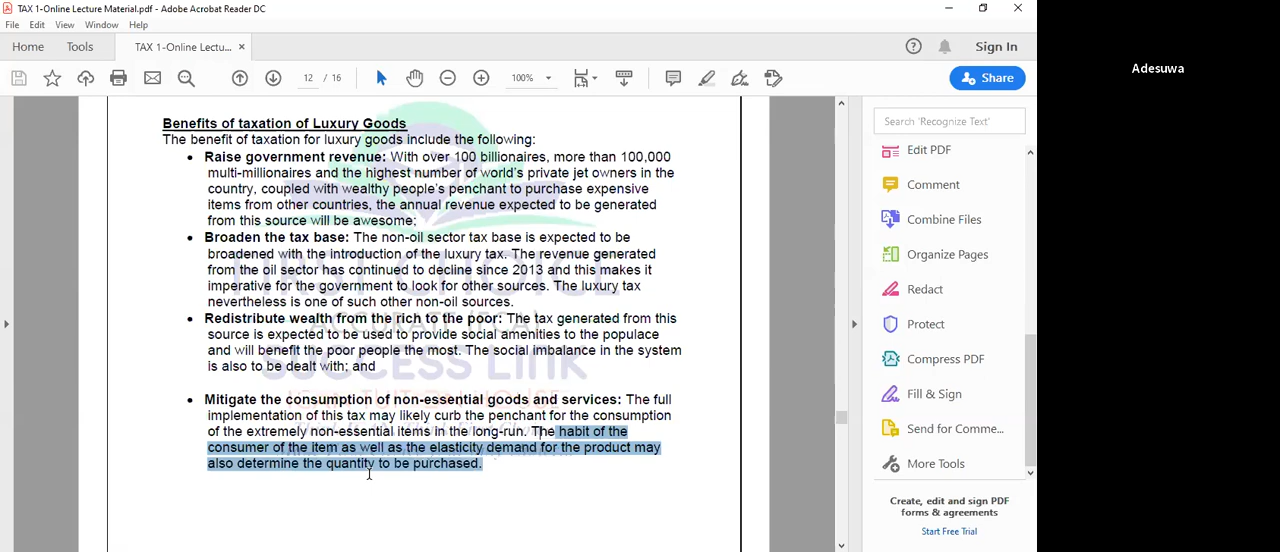 TAX 1-Online Lecture Material.pdf - Adobe Acrobat Reader DC
File Edit View Window Help
Home Tools TAX 1-Online Lectu... × Sign In
12 / 16 100% Share
Adesuwa
Benefits of taxation of Luxury Goods
The benefit of taxation for luxury goods include the following:
• Raise government revenue: With over 100 billionaires, more than 100,000
multi-millionaires and the highest number of world's private jet owners in the
country, coupled with wealthy people's penchant to purchase expensive
items from other countries, the annual revenue expected to be generated
from this source will be awesome;
• Broaden the tax base: The non-oil sector tax base is expected to be
broadened with the introduction of the luxury tax. The revenue generated
from the oil sector has continued to decline since 2013 and this makes it
imperative for the government to look for other sources. The luxury tax
nevertheless is one of such other non-oil sources.
• Redistribute wealth from the rich to the poor: The tax generated from this
source is expected to be used to provide social amenities to the populace
and will benefit the poor people the most. The social imbalance in the system
is also to be dealt with; and
• Mitigate the consumption of non-essential goods and services: The full
implementation of this tax may likely curb the penchant for the consumption
of the extremely non-essential items in the long-run. The habit of the
consumer of the item as well as the elasticity demand for the product may
also determine the quantity to be purchased.
SUCCESS LINK
Search 'Recognize Text'
Edit PDF
Comment
Combine Files
Organize Pages
Redact
Protect
Compress PDF
Fill & Sign
Send for Comme...
More Tools
Create, edit and sign PDF
forms & agreements
Start Free Trial